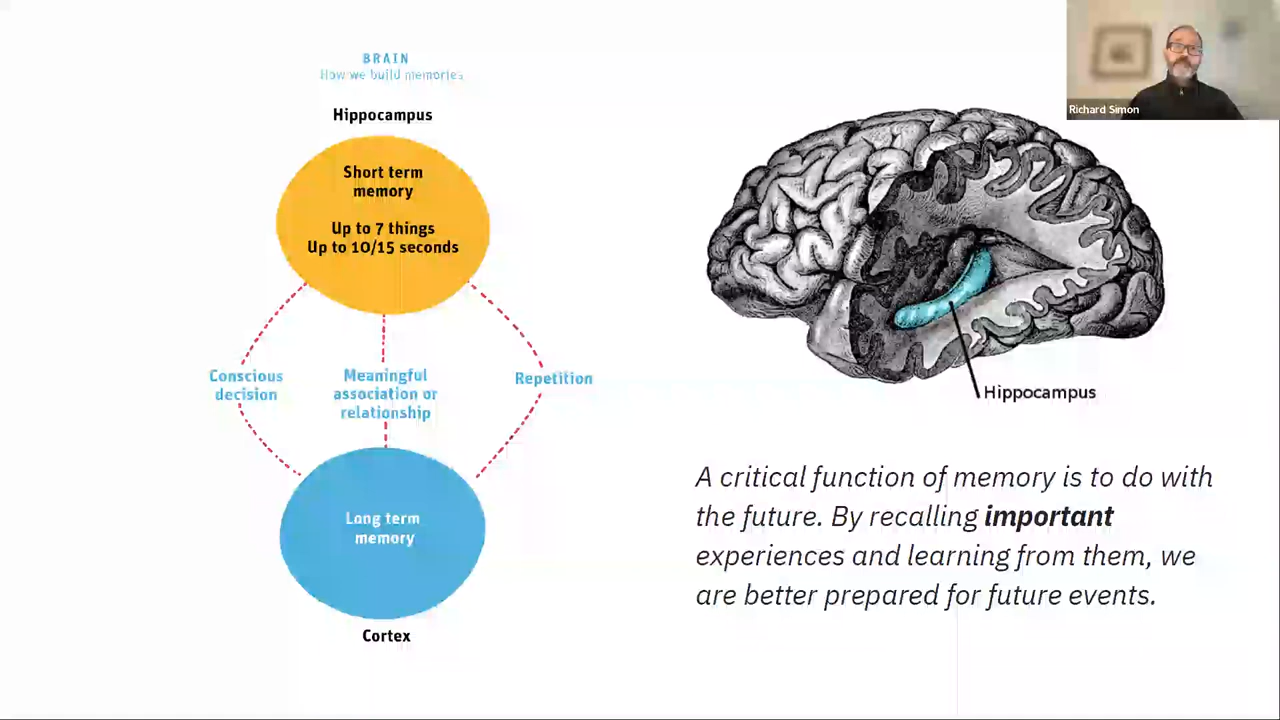 BRAIN
How we build memories
Hippocampus
Short term
memory
Up to 7 things
Up to 10/15 seconds
Conscious
decision
Meaningful
association or
relationship
Repetition
Long term
memory
Cortex
Richard Simon
Hippocampus
A critical function of memory is to do with
the future. By recalling important
experiences and learning from them, we
are better prepared for future events.